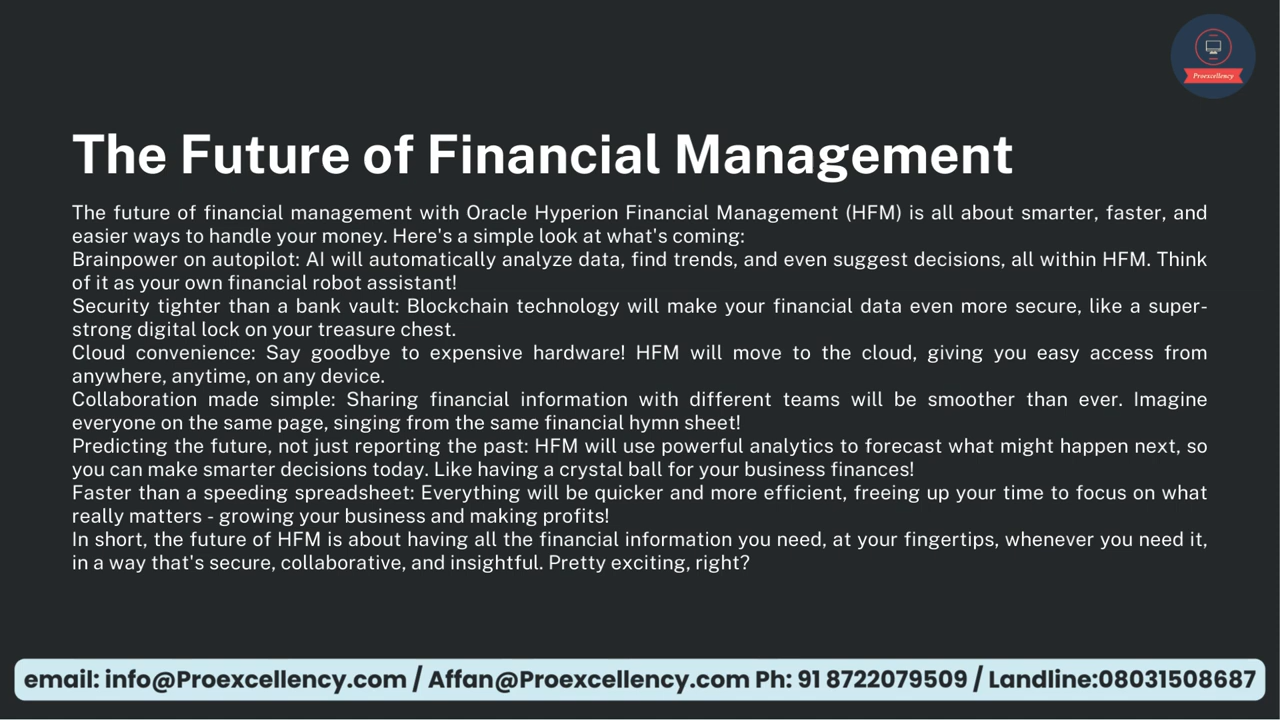 Proexcellency
The Future of Financial Management
The future of financial management with Oracle Hyperion Financial Management (HFM) is all about smarter, faster, and
easier ways to handle your money. Here's a simple look at what's coming:
Brainpower on autopilot: AI will automatically analyze data, find trends, and even suggest decisions, all within HFM. Think
of it as your own financial robot assistant!
Security tighter than a bank vault: Blockchain technology will make your financial data even more secure, like a super-
strong digital lock on your treasure chest.
Cloud convenience: Say goodbye to expensive hardware! HFM will move to the cloud, giving you easy access from
anywhere, anytime, on any device.
Collaboration made simple: Sharing financial information with different teams will be smoother than ever. Imagine
everyone on the same page, singing from the same financial hymn sheet!
Predicting the future, not just reporting the past: HFM will use powerful analytics to forecast what might happen next, so
you can make smarter decisions today. Like having a crystal ball for your business finances!
Faster than a speeding spreadsheet: Everything will be quicker and more efficient, freeing up your time to focus on what
really matters - growing your business and making profits!
In short, the future of HFM is about having all the financial information you need, at your fingertips, whenever you need it,
in a way that's secure, collaborative, and insightful. Pretty exciting, right?
email: info@Proexcellency.com / Affan@Proexcellency.com Ph: 91 8722079509 / Landline:08031508687